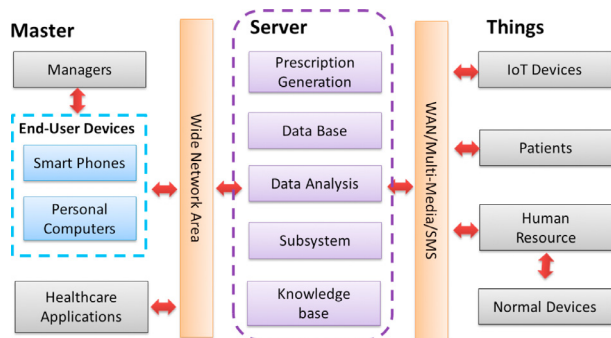 Master
Managers
End-User Devices
Smart Phones
Personal
Computers
Healthcare
Applications
Wide Network Area
Server
Prescription
Generation
Data Base
Data Analysis
Subsystem
Knowledge
base
WAN/Multi-Media/SMS
Things
IoT Devices
Patients
Human
Resource
Normal Devices